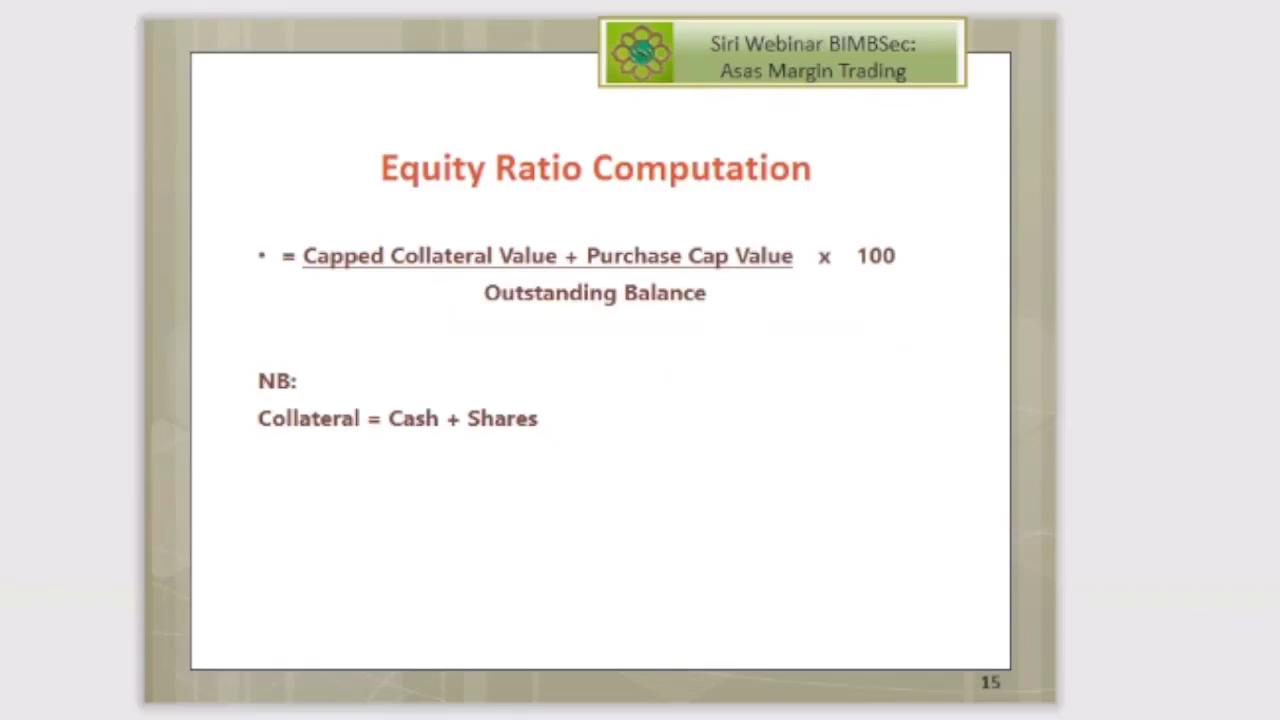 Siri Webinar BIMBSec:
Asas Margin Trading
Equity Ratio Computation
• = Capped Collateral Value + Purchase Cap Value x 100
Outstanding Balance
NB:
Collateral = Cash + Shares
15